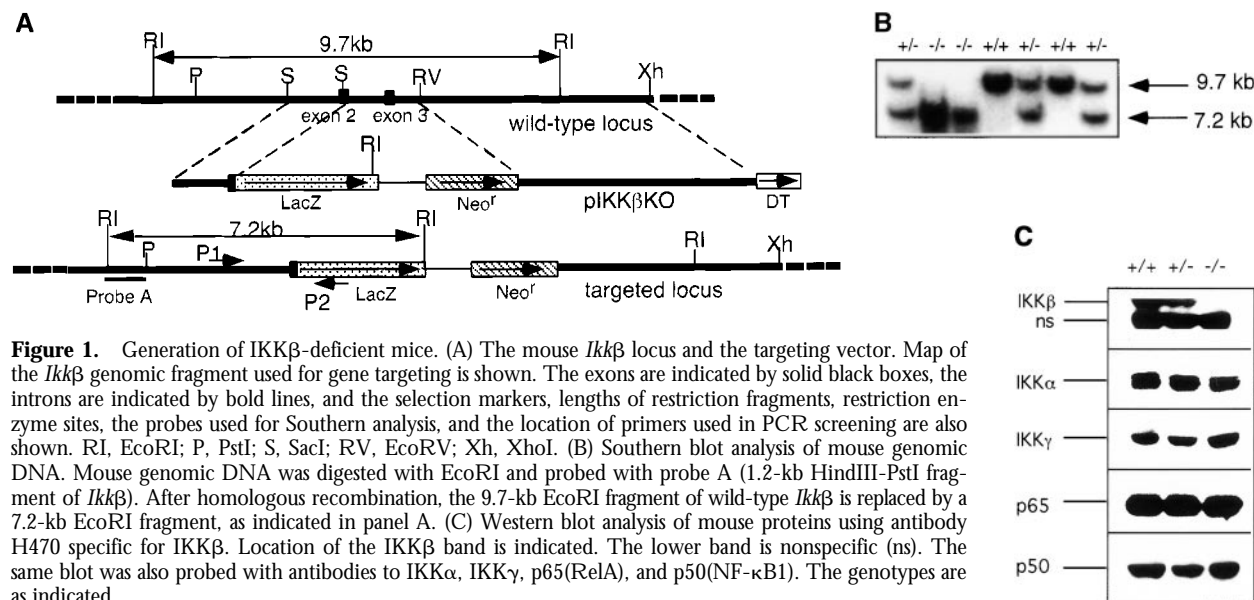 A
RI 9.7kb RI
P S S RV Xh
exon 2 exon 3 wild-type locus
RI
LacZ Neoʳ pIKKβKO DT
RI 7.2kb RI
P P1 RI Xh
Probe A P2 LacZ Neoʳ targeted locus
B
+/- -/- -/- +/+ +/- +/+ +/-
9.7 kb
7.2 kb
C
+/+ +/- -/-
IKKβ
ns
IKKα
IKKγ
p65
p50
Figure 1. Generation of IKKβ-deficient mice. (A) The mouse Ikkβ locus and the targeting vector. Map of
the Ikkβ genomic fragment used for gene targeting is shown. The exons are indicated by solid black boxes, the
introns are indicated by bold lines, and the selection markers, lengths of restriction fragments, restriction en-
zyme sites, the probes used for Southern analysis, and the location of primers used in PCR screening are also
shown. RI, EcoRI; P, PstI; S, SacI; RV, EcoRV; Xh, XhoI. (B) Southern blot analysis of mouse genomic
DNA. Mouse genomic DNA was digested with EcoRI and probed with probe A (1.2-kb HindIII-PstI frag-
ment of Ikkβ). After homologous recombination, the 9.7-kb EcoRI fragment of wild-type Ikkβ is replaced by a
7.2-kb EcoRI fragment, as indicated in panel A. (C) Western blot analysis of mouse proteins using antibody
H470 specific for IKKβ. Location of the IKKβ band is indicated. The lower band is nonspecific (ns). The
same blot was also probed with antibodies to IKKα, IKKγ, p65(RelA), and p50(NF-κB1). The genotypes are
as indicated